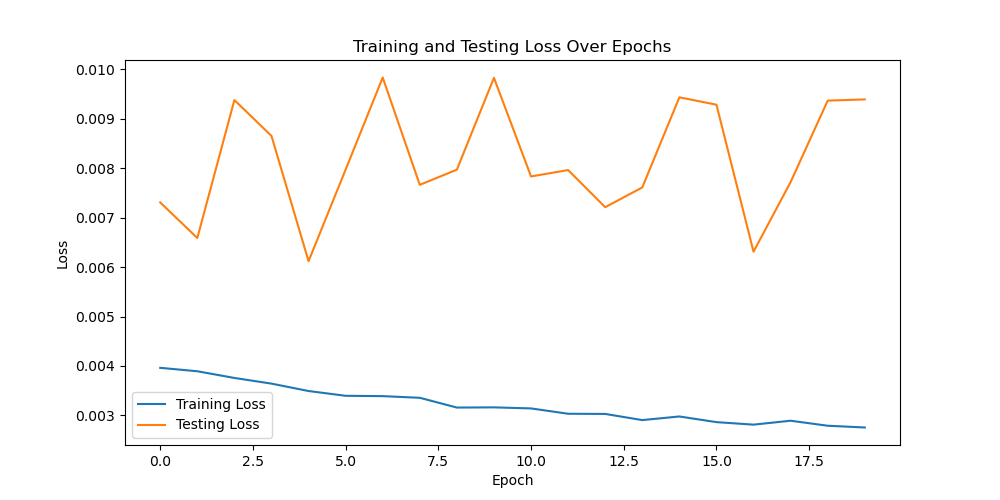 Training and Testing Loss Over Epochs
0.010
0.009
0.008
0.007
0.006
0.005
0.004
0.003
Loss
Training Loss
Testing Loss
0.0 2.5 5.0 7.5 10.0 12.5 15.0 17.5
Epoch